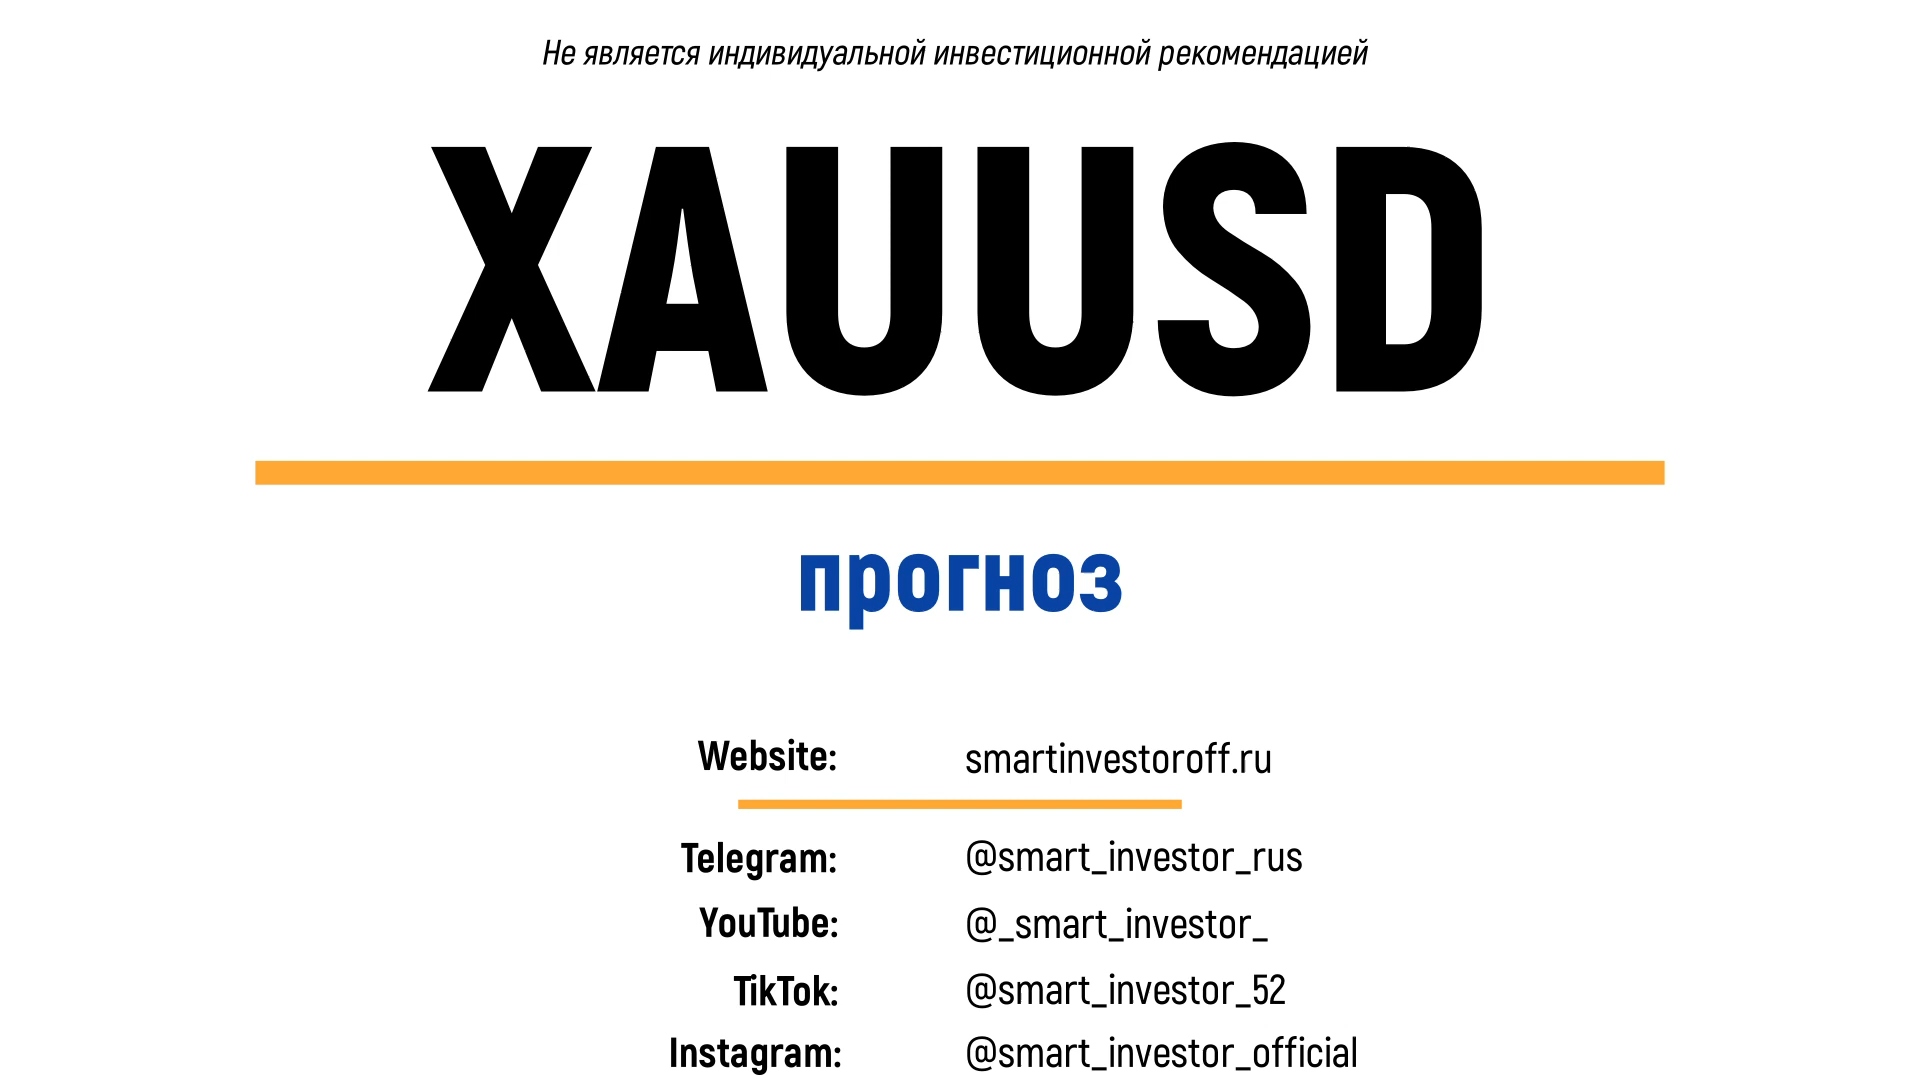 Не является индивидуальной инвестиционной рекомендацией
XAUUSD
прогноз
Website: smartinvestoroff.ru
Telegram: @smart_investor_rus
YouTube: @_smart_investor_
TikTok: @smart_investor_52
Instagram: @smart_investor_official